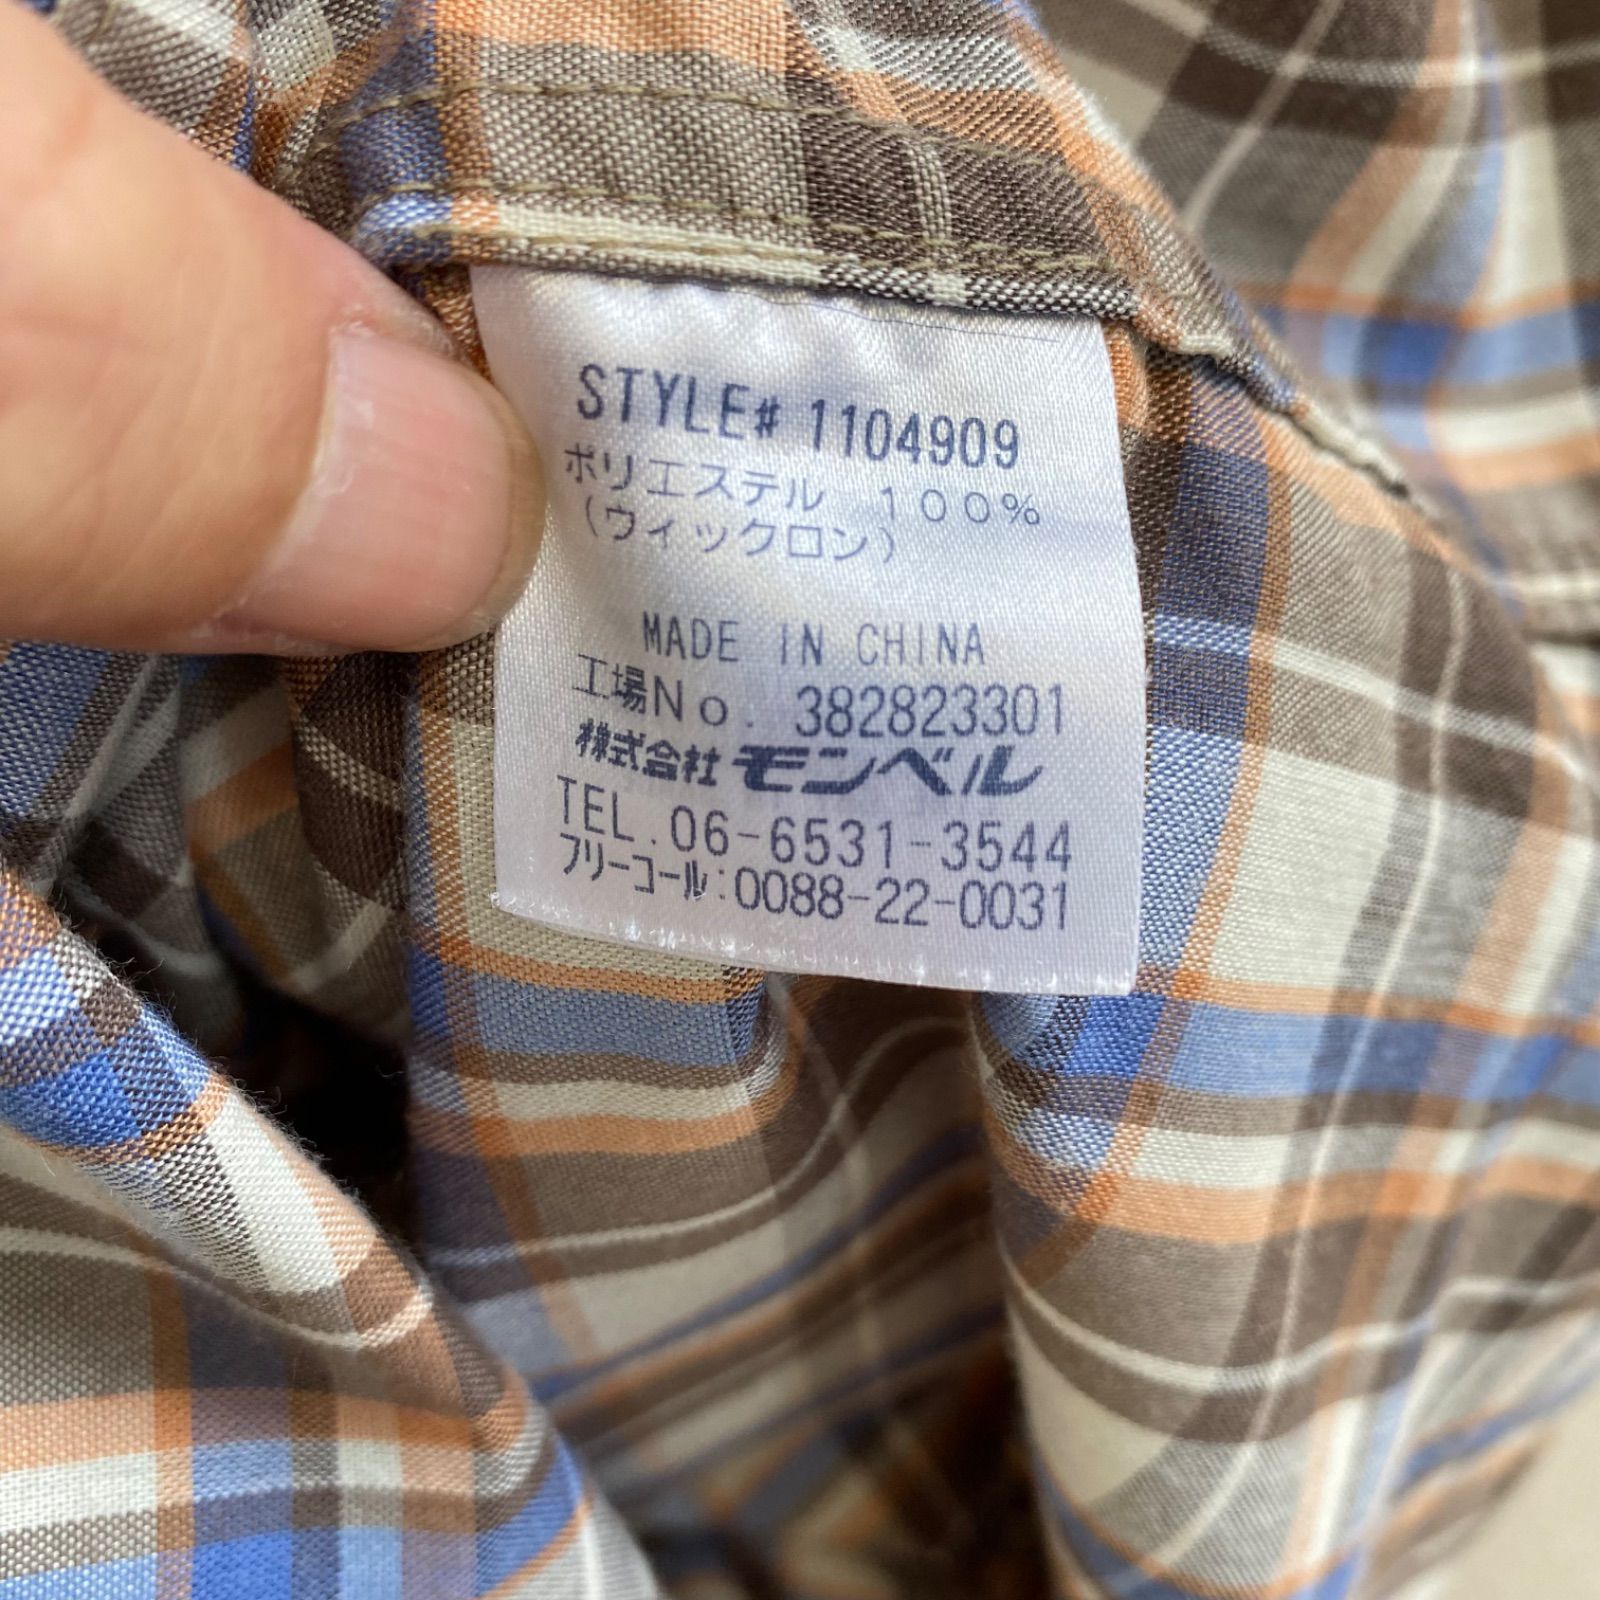 STYLE# 1104909
ポリエステル 100%
(ウィックロン)
MADE IN CHINA
工場No. 382823301
株式会社 モンベル
TEL.06-6531-3544
フリーコール:0088-22-0031